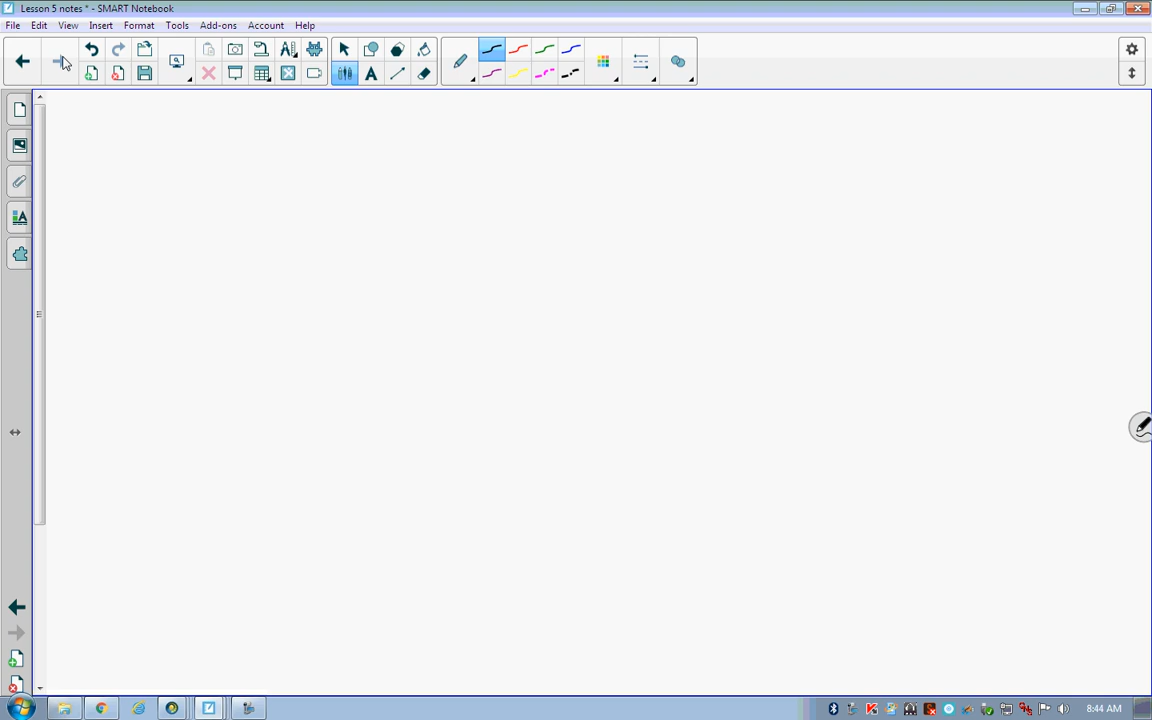 Lesson 5 notes * - SMART Notebook
File Edit View Insert Format Tools Add-ons Account Help
8:44 AM